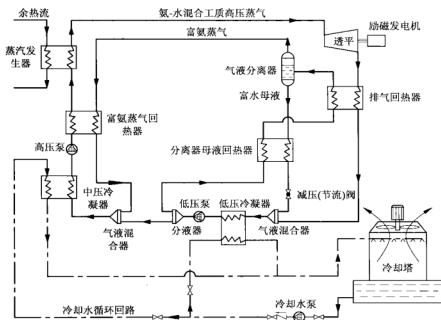 余热流
氨-水混合工质高压蒸气
励磁发电机
富氨蒸气
透平
蒸汽发
生器
气液分离器
富水母液
排气回热器
富氨蒸气回
热器
分离器母液回热器
高压泵
中压冷
凝器
减压(节流)阀
低压泵
低压冷凝器
气液
混合器
分液器
气液混合器
冷却塔
冷却水循环回路
冷却水泵